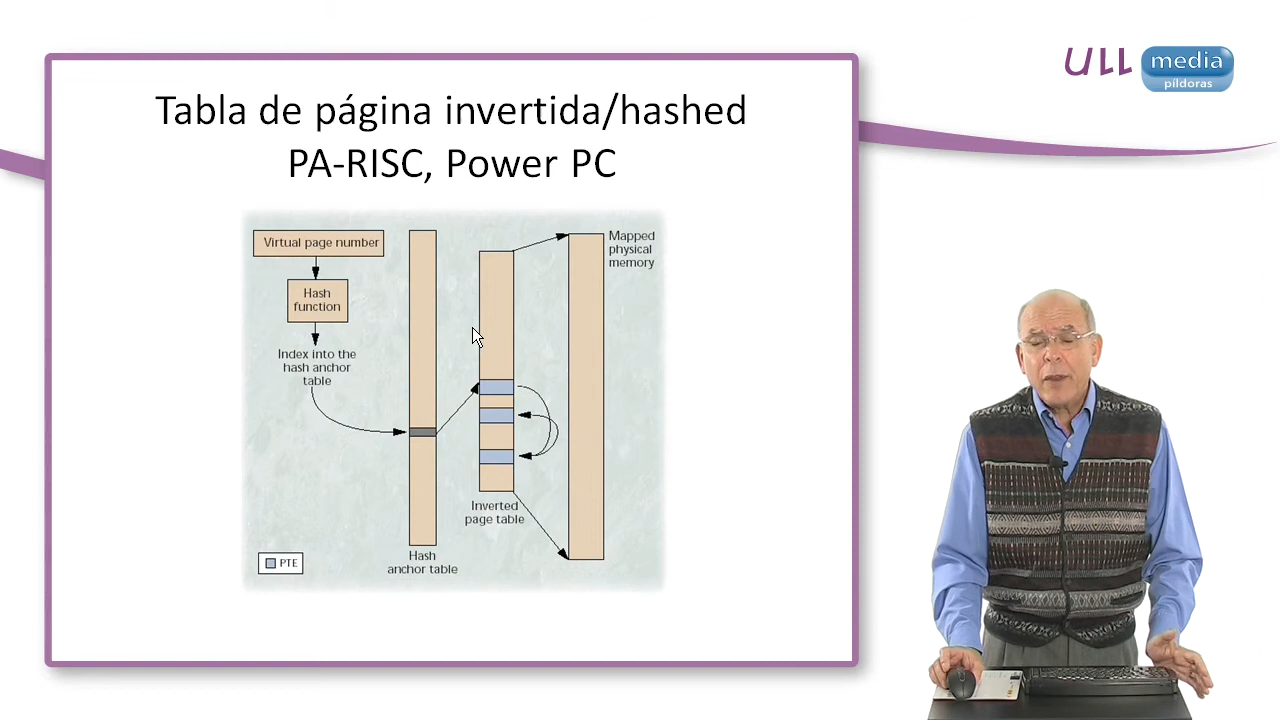 ULL media
píldoras
Tabla de página invertida/hashed
PA-RISC, Power PC
Virtual page number
Hash
function
Index into the
hash anchor
table
Mapped
physical
memory
Inverted
page table
Hash
anchor table
PTE